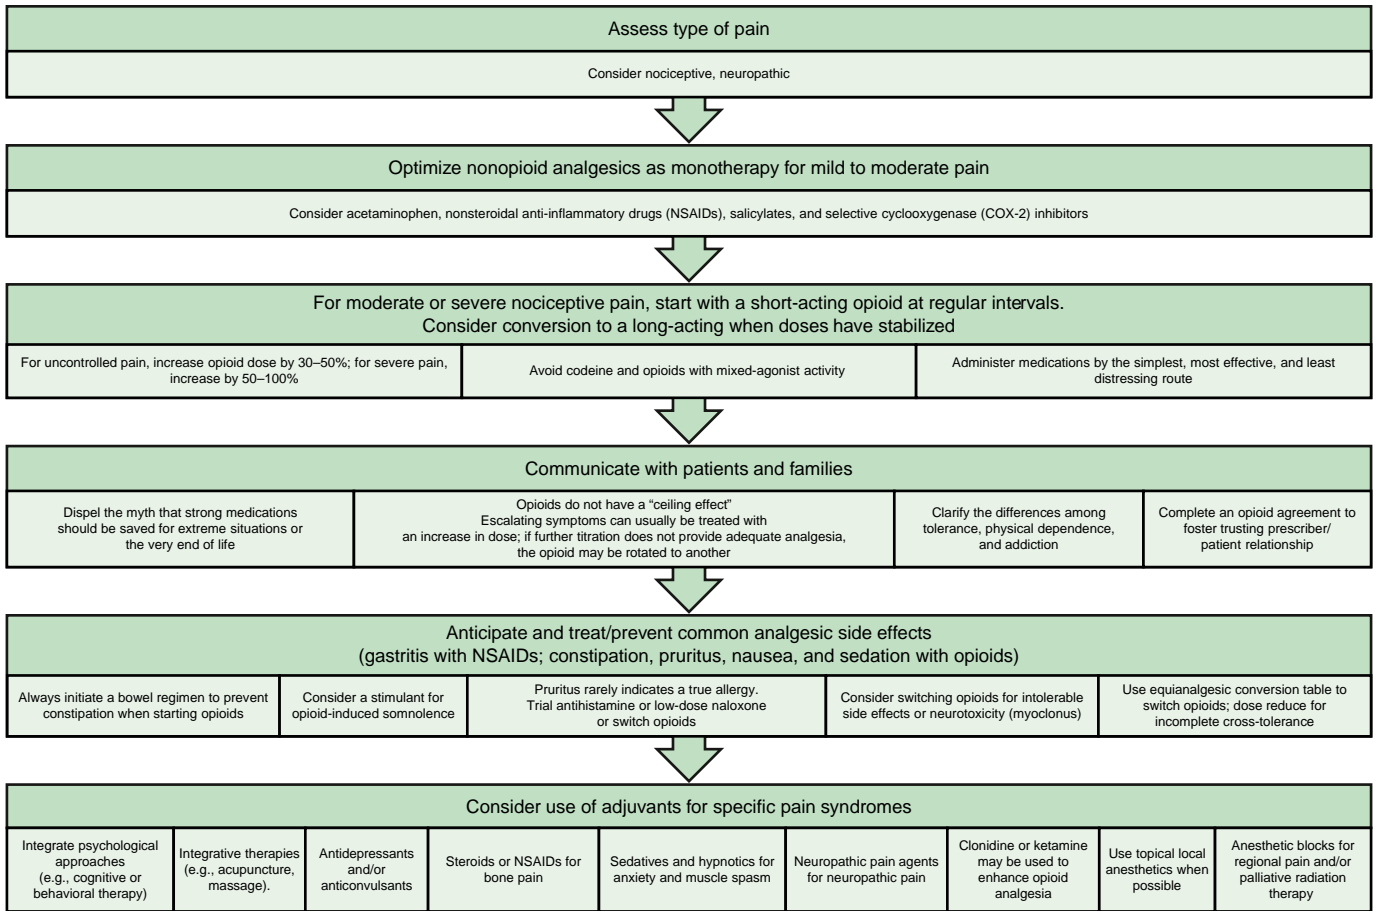 Assess type of pain
Consider nociceptive, neuropathic
Optimize nonopioid analgesics as monotherapy for mild to moderate pain
Consider acetaminophen, nonsteroidal anti-inflammatory drugs (NSAIDs), salicylates, and selective cyclooxygenase (COX-2) inhibitors
For moderate or severe nociceptive pain, start with a short-acting opioid at regular intervals.
Consider conversion to a long-acting when doses have stabilized
For uncontrolled pain, increase opioid dose by 30–50%; for severe pain,
increase by 50–100%
Avoid codeine and opioids with mixed-agonist activity
Administer medications by the simplest, most effective, and least
distressing route
Communicate with patients and families
Dispel the myth that strong medications
should be saved for extreme situations or
the very end of life
Opioids do not have a “ceiling effect”
Escalating symptoms can usually be treated with
an increase in dose; if further titration does not provide adequate analgesia,
the opioid may be rotated to another
Clarify the differences among
tolerance, physical dependence,
and addiction
Complete an opioid agreement to
foster trusting prescriber/
patient relationship
Anticipate and treat/prevent common analgesic side effects
(gastritis with NSAIDs; constipation, pruritus, nausea, and sedation with opioids)
Always initiate a bowel regimen to prevent
constipation when starting opioids
Consider a stimulant for
opioid-induced somnolence
Pruritus rarely indicates a true allergy.
Trial antihistamine or low-dose naloxone
or switch opioids
Consider switching opioids for intolerable
side effects or neurotoxicity (myoclonus)
Use equianalgesic conversion table to
switch opioids; dose reduce for
incomplete cross-tolerance
Consider use of adjuvants for specific pain syndromes
Integrate psychological
approaches
(e.g., cognitive or
behavioral therapy)
Integrative therapies
(e.g., acupuncture,
massage).
Antidepressants
and/or
anticonvulsants
Steroids or NSAIDs for
bone pain
Sedatives and hypnotics for
anxiety and muscle spasm
Neuropathic pain agents
for neuropathic pain
Clonidine or ketamine
may be used to
enhance opioid
analgesia
Use topical local
anesthetics when
possible
Anesthetic blocks for
regional pain and/or
palliative radiation
therapy